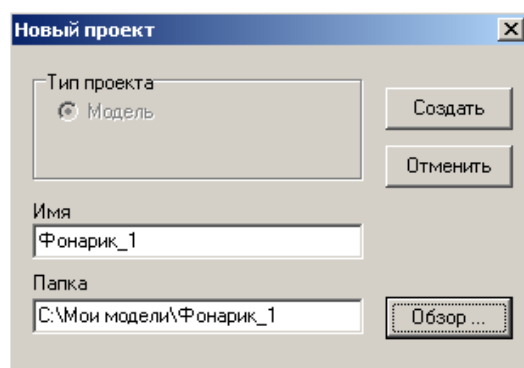 Новый проект
Тип проекта
Модель
Создать
Отменить
Имя
Фонарик_1
Папка
C:\Мои модели\Фонарик_1
Обзор ...